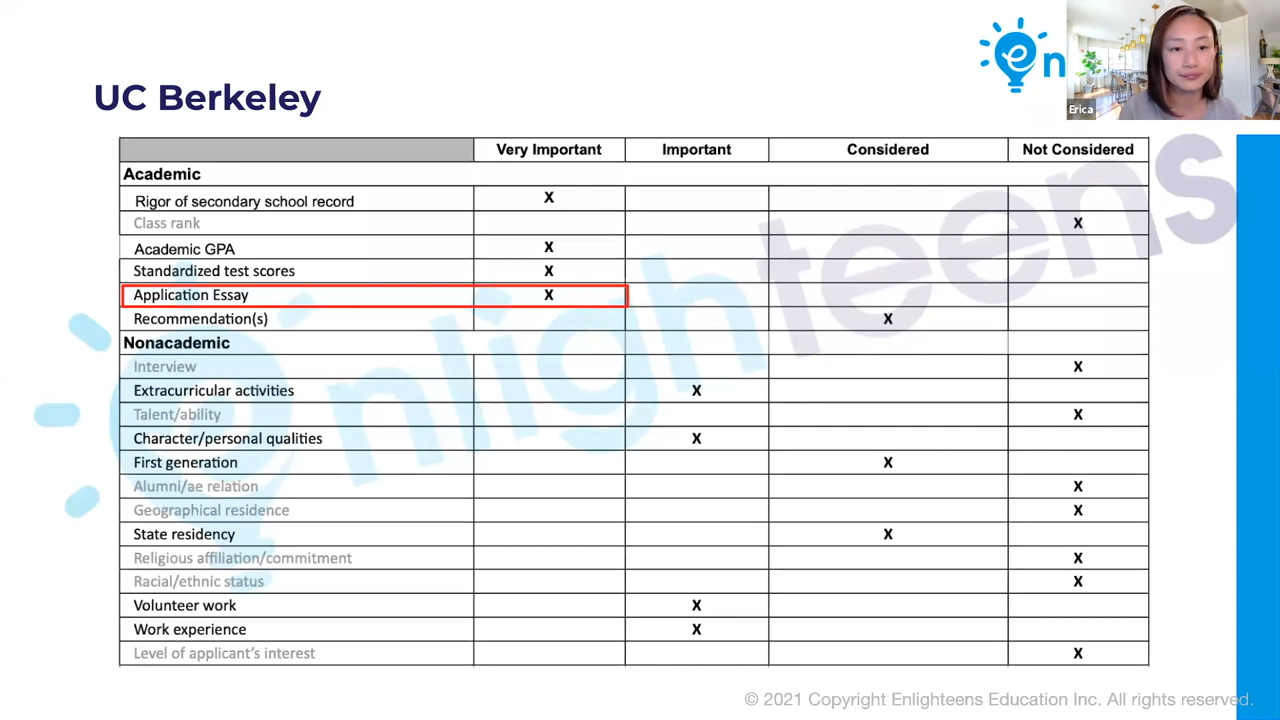 en
Erica
UC Berkeley
Very Important Important Considered Not Considered
Academic
Rigor of secondary school record X
Class rank X
Academic GPA X
Standardized test scores X
Application Essay X
Recommendation(s) X
Nonacademic
Interview X
Extracurricular activities X
Talent/ability X
Character/personal qualities X
First generation X
Alumni/ae relation X
Geographical residence X
State residency X
Religious affiliation/commitment X
Racial/ethnic status X
Volunteer work X
Work experience X
Level of applicant's interest X
enlighteens
© 2021 Copyright Enlighteens Education Inc. All rights reserved.